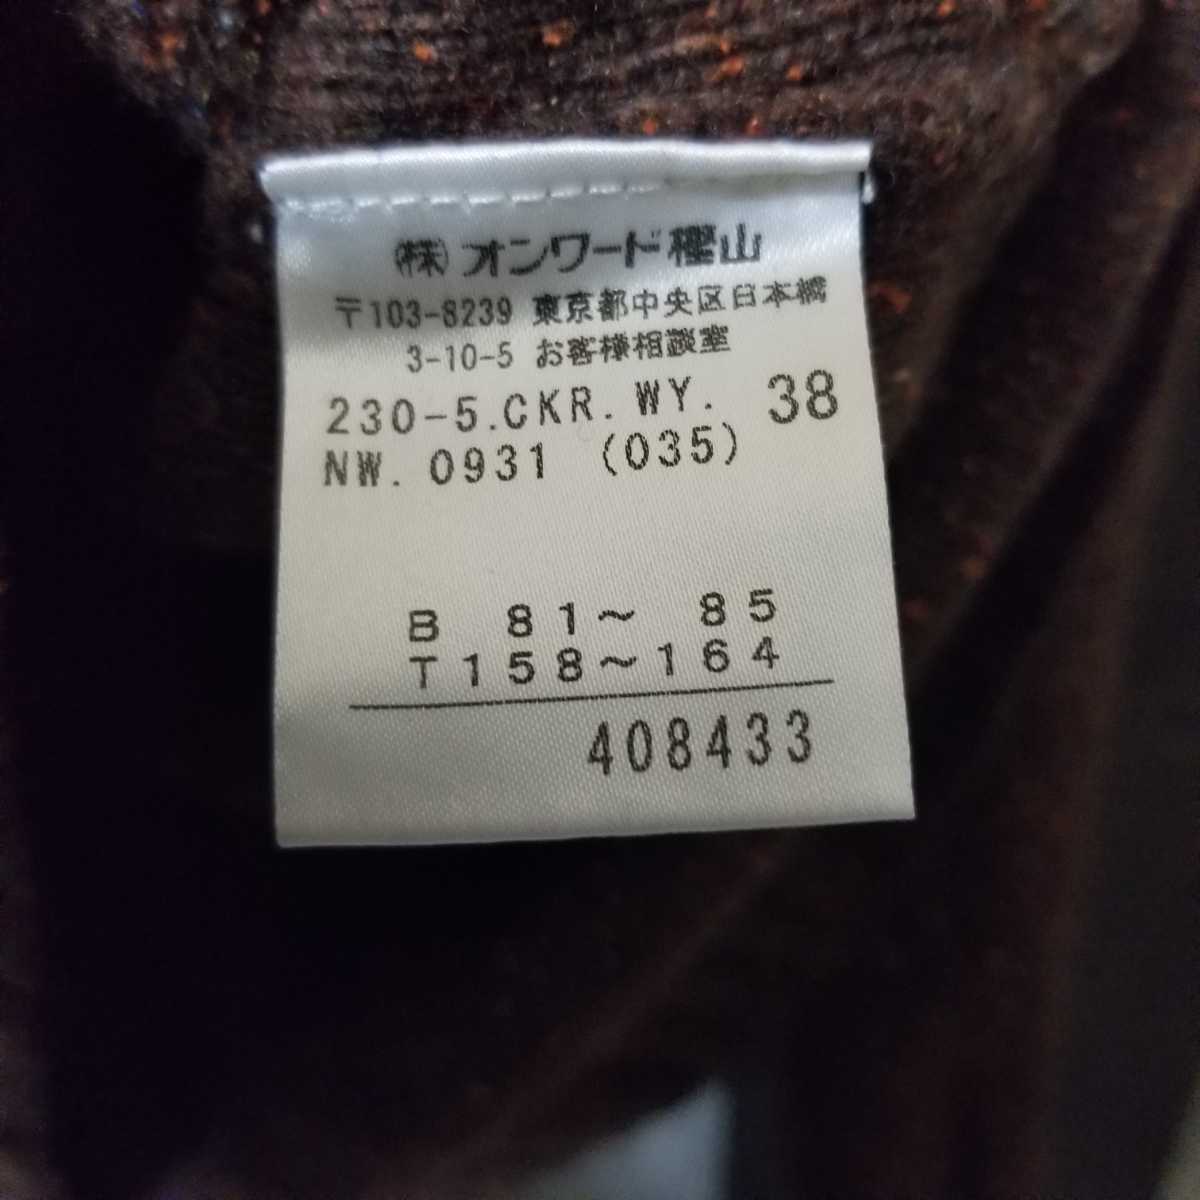 ㈱オンワード樫山
〒103-8239 東京都中央区日本橋
3-10-5 お客様相談室
230-5.CKR.WY. 38
NW. 0931 (035)
B 81～ 85
T158～164
408433